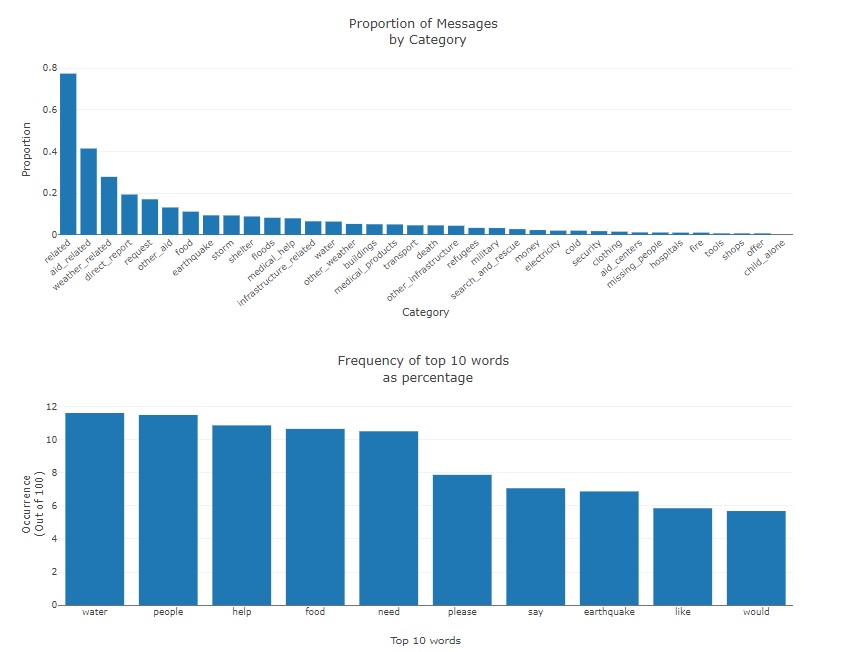 Proportion of Messages
by Category
Proportion
0.8
0.6
0.4
0.2
0
related
aid_related
weather_related
direct_report
request
other_aid
food
earthquake
storm
shelter
floods
medical_help
infrastructure_related
water
other_weather
buildings
medical_products
transport
death
other_infrastructure
refugees
military
search_and_rescue
money
electricity
cold
security
clothing
aid_centers
missing_people
hospitals
fire
tools
shops
offer
child_alone
Category
Frequency of top 10 words
as percentage
Occurrence
(Out of 100)
12
10
8
6
4
2
0
water people help food need please say earthquake like would
Top 10 words